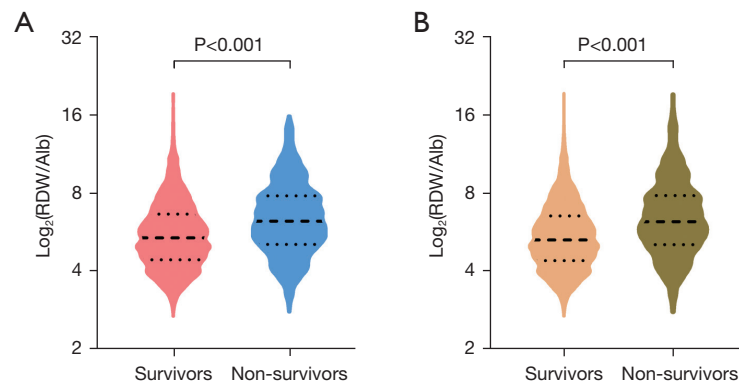 A
Log₂(RDW/Alb)
32
16
8
4
2
P<0.001
Survivors Non-survivors
B
Log₂(RDW/Alb)
32
16
8
4
2
P<0.001
Survivors Non-survivors